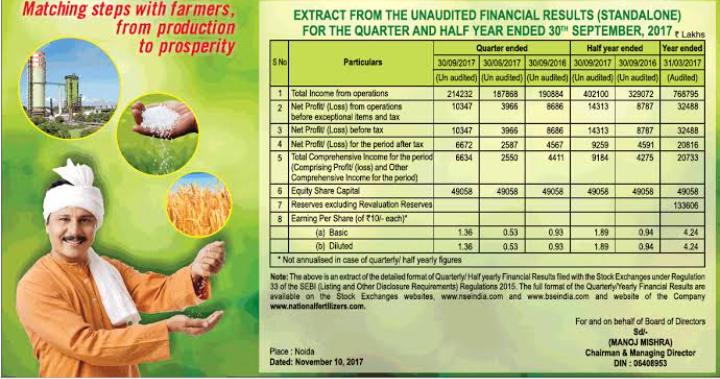 Matching steps with farmers,
from production
to prosperity
EXTRACT FROM THE UNAUDITED FINANCIAL RESULTS (STANDALONE)
FOR THE QUARTER AND HALF YEAR ENDED 30TH SEPTEMBER, 2017 ₹ Lakhs
S No Particulars Quarter ended Half year ended Year ended
30/09/2017 30/06/2017 30/09/2016 30/09/2017 30/09/2016 31/03/2017
(Un audited) (Un audited) (Un audited) (Un audited) (Un audited) (Audited)
1 Total Income from operations 214232 187868 190884 402100 329072 768795
2 Net Profit/ (Loss) from operations 10347 3966 8686 14313 8787 32488
before exceptional items and tax
3 Net Profit/ (Loss) before tax 10347 3966 8686 14313 8787 32488
4 Net Profit/ (Loss) for the period after tax 6672 2587 4567 9259 4591 20816
5 Total Comprehensive Income for the period 6634 2550 4411 9184 4275 20733
(Comprising Profit/ (loss) and Other
Comprehensive Income for the period)
6 Equity Share Capital 49058 49058 49058 49058 49058 49058
7 Reserves excluding Revaluation Reserves 133606
8 Earning Per Share (of ₹10/- each)*
(a) Basic 1.36 0.53 0.93 1.89 0.94 4.24
(b) Diluted 1.36 0.53 0.93 1.89 0.94 4.24
* Not annualised in case of quarterly/ half yearly figures
Note: The above is an extract of the detailed format of Quarterly/ Half yearly Financial Results filed with the Stock Exchanges under Regulation
33 of the SEBI (Listing and Other Disclosure Requirements) Regulations 2015. The full format of the Quarterly/Yearly Financial Results are
available on the Stock Exchanges websites, www.nseindia.com and www.bseindia.com and website of the Company
www.nationalfertilizers.com.
For and on behalf of Board of Directors
Sd/-
(MANOJ MISHRA)
Place : Noida Chairman & Managing Director
Dated: November 10, 2017 DIN : 06408953